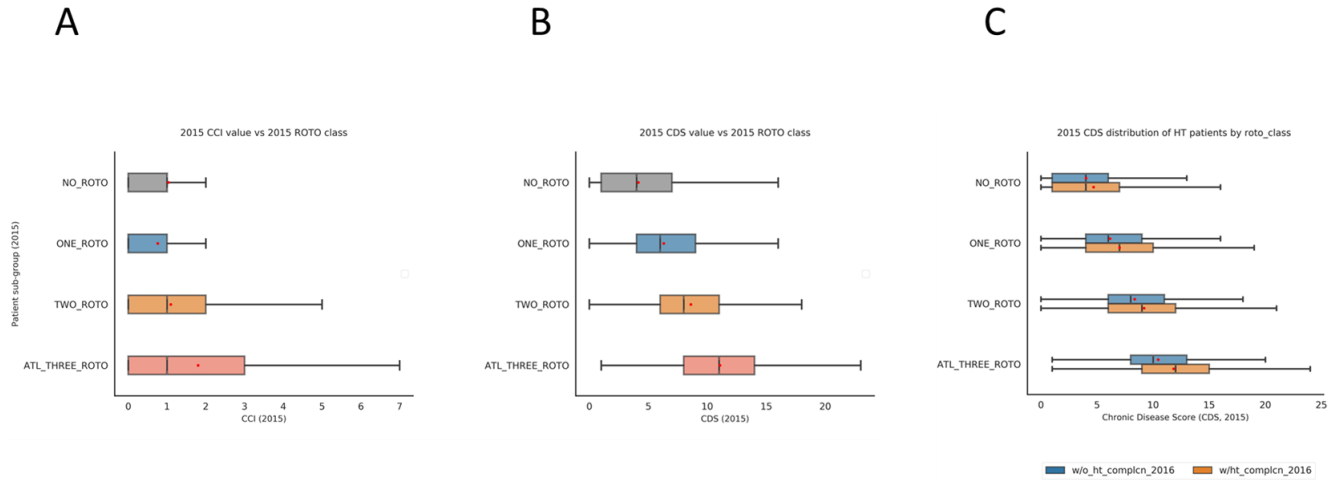 A
B
C
2015 CCI value vs 2015 ROTO class
Patient sub-group (2015)
NO_ROTO
ONE_ROTO
TWO_ROTO
ATL_THREE_ROTO
0 1 2 3 4 5 6 7
CCI (2015)
2015 CDS value vs 2015 ROTO class
NO_ROTO
ONE_ROTO
TWO_ROTO
ATL_THREE_ROTO
0 5 10 15 20
CDS (2015)
2015 CDS distribution of HT patients by roto_class
NO_ROTO
ONE_ROTO
TWO_ROTO
ATL_THREE_ROTO
0 5 10 15 20 25
Chronic Disease Score (CDS, 2015)
w/o_ht_complcn_2016 w/ht_complcn_2016